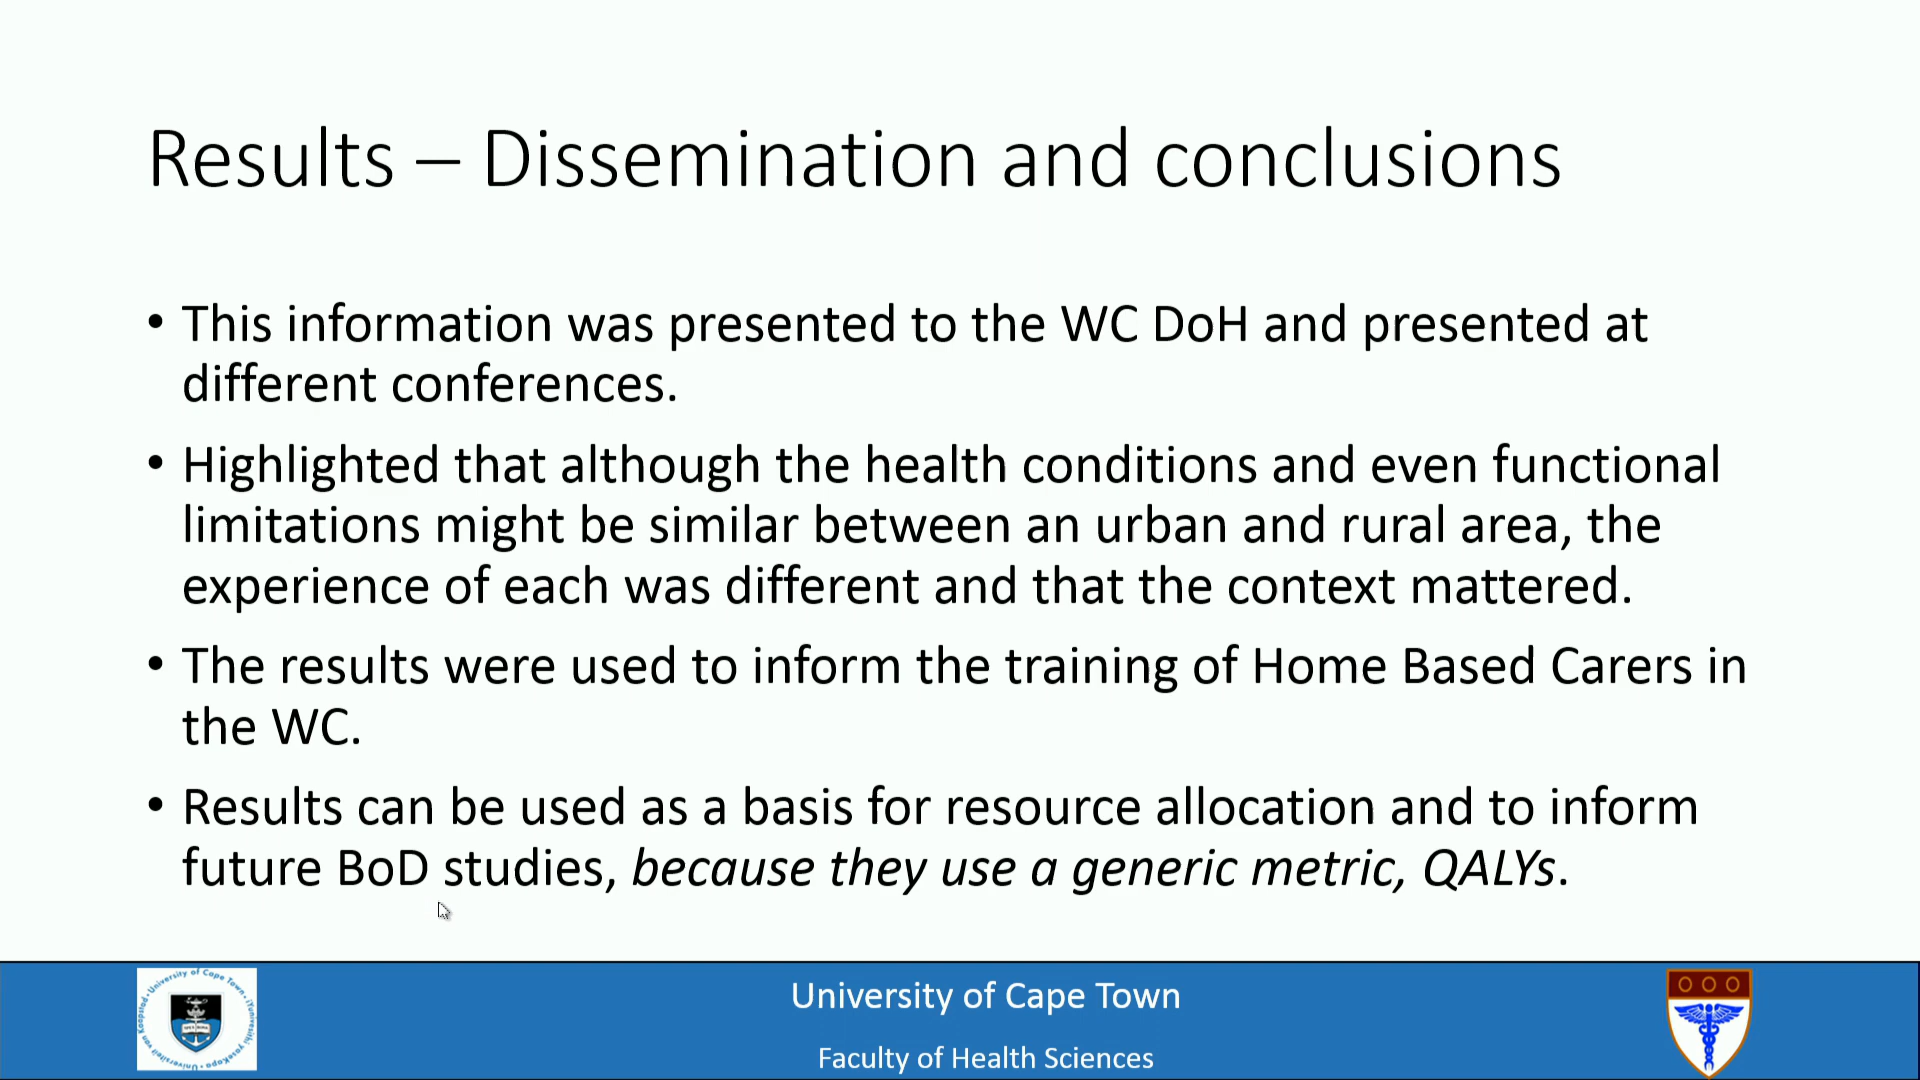 Results – Dissemination and conclusions
• This information was presented to the WC DoH and presented at
different conferences.
• Highlighted that although the health conditions and even functional
limitations might be similar between an urban and rural area, the
experience of each was different and that the context mattered.
• The results were used to inform the training of Home Based Carers in
the WC.
• Results can be used as a basis for resource allocation and to inform
future BoD studies, because they use a generic metric, QALYs.
University of Cape Town
Faculty of Health Sciences
University of Cape Town